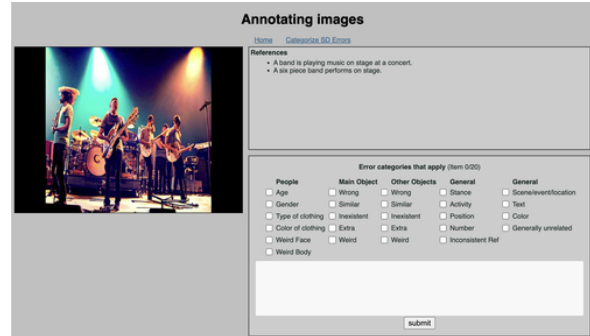 Annotating images
Home Categorize SD Errors
References
• A band is playing music on stage at a concert.
• A six piece band performs on stage.
Error categories that apply (Item 0/20)
People Main Object Other Objects General General
Age Wrong Wrong Stance Scene/event/location
Gender Similar Similar Activity Text
Type of clothing Inexistent Inexistent Position Color
Color of clothing Extra Extra Number Generally unrelated
Weird Face Weird Weird Inconsistent Ref
Weird Body
submit